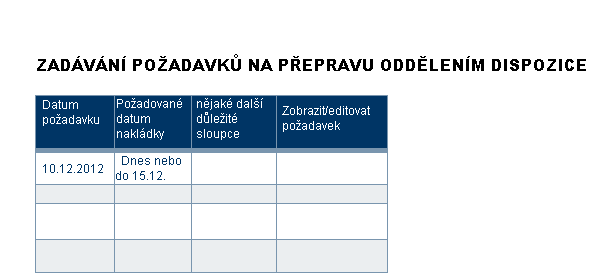 ZADÁVÁNÍ POŽADAVKŮ NA PŘEPRAVU ODDĚLENÍM DISPOZICE
Datum
požadavku
Požadované
datum
nakládky
nějaké další
důležité
sloupce
Zobrazit/editovat
požadavek
10.12.2012
Dnes nebo
do 15.12.